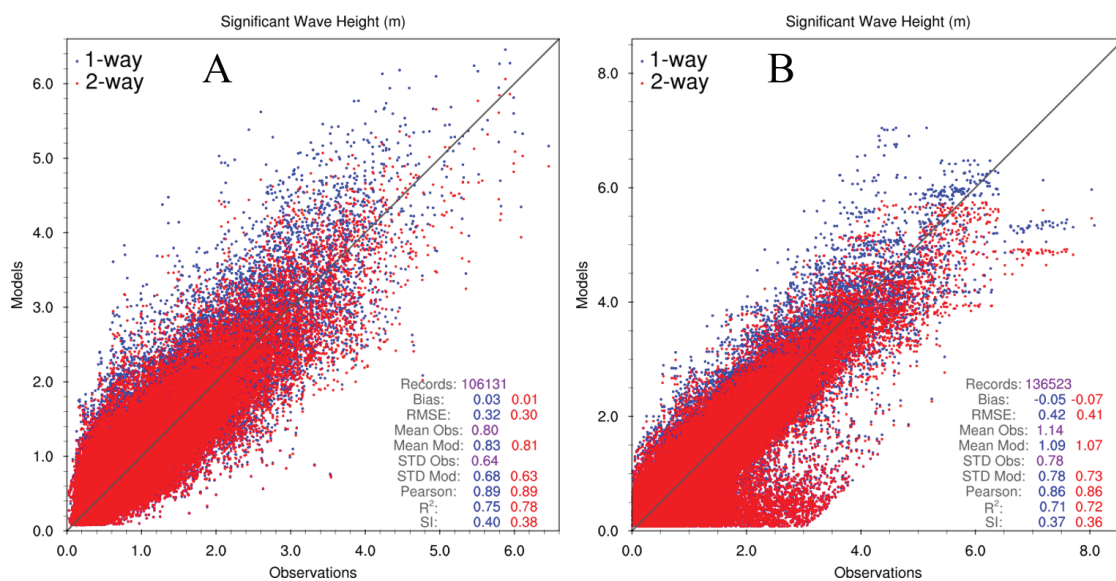 Significant Wave Height (m)
1-way
2-way
A
6.0
5.0
4.0
3.0
2.0
1.0
0.0
Models
Records: 106131
Bias: 0.03 0.01
RMSE: 0.32 0.30
Mean Obs: 0.80
Mean Mod: 0.83 0.81
STD Obs: 0.64
STD Mod: 0.68 0.63
Pearson: 0.89 0.89
R²: 0.75 0.78
SI: 0.40 0.38
0.0 1.0 2.0 3.0 4.0 5.0 6.0
Observations
Significant Wave Height (m)
1-way
2-way
B
8.0
6.0
4.0
2.0
0.0
Models
Records: 136523
Bias: -0.05 -0.07
RMSE: 0.42 0.41
Mean Obs: 1.14
Mean Mod: 1.09 1.07
STD Obs: 0.78
STD Mod: 0.78 0.73
Pearson: 0.86 0.86
R²: 0.71 0.72
SI: 0.37 0.36
0.0 2.0 4.0 6.0 8.0
Observations